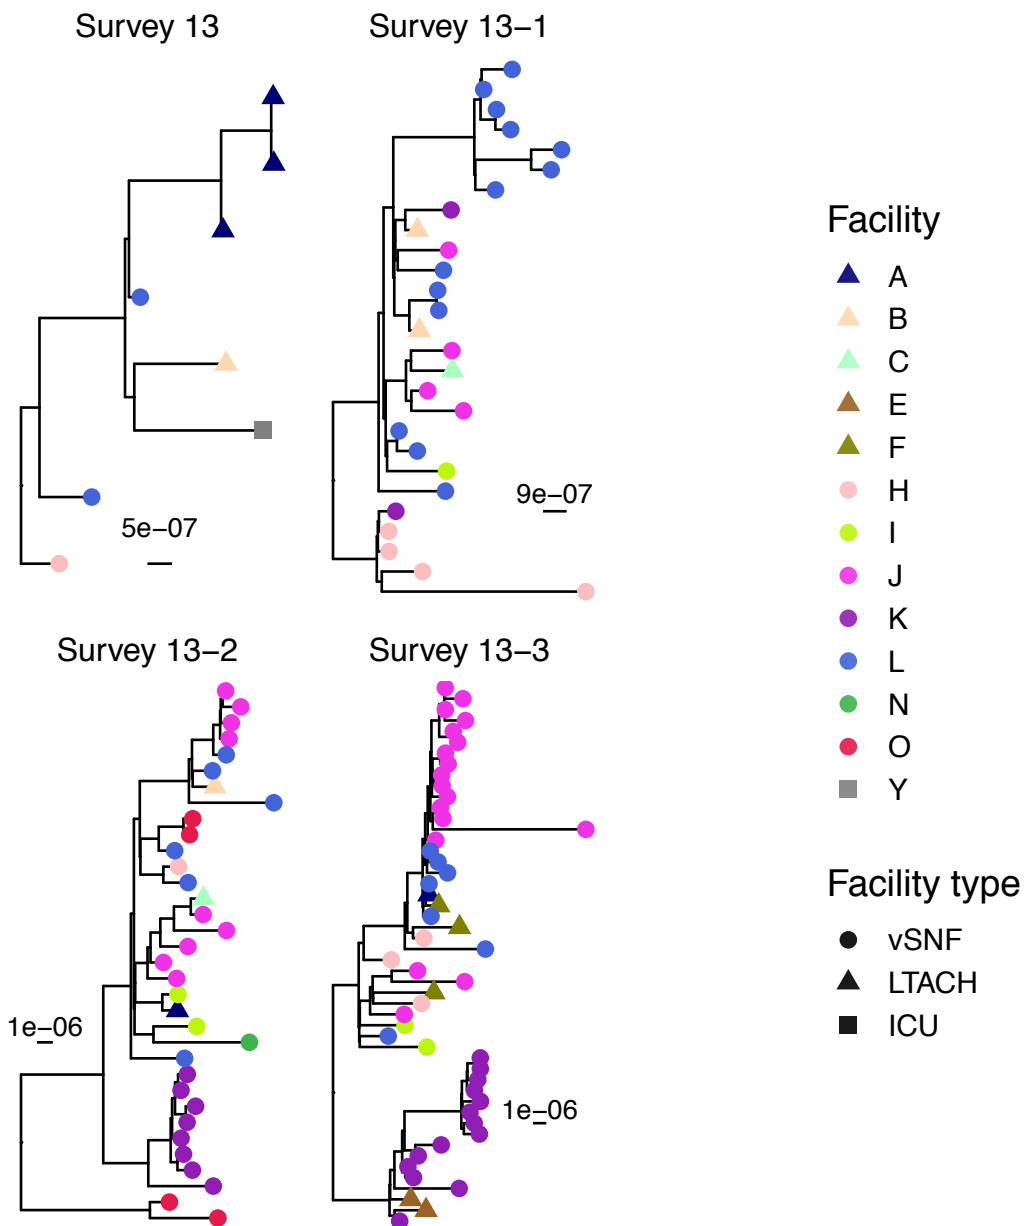 Survey 13
Survey 13−1
5e−07
9e−07
Survey 13−2
Survey 13−3
1e−06
1e−06
Facility
A
B
C
E
F
H
I
J
K
L
N
O
Y
Facility type
vSNF
LTACH
ICU